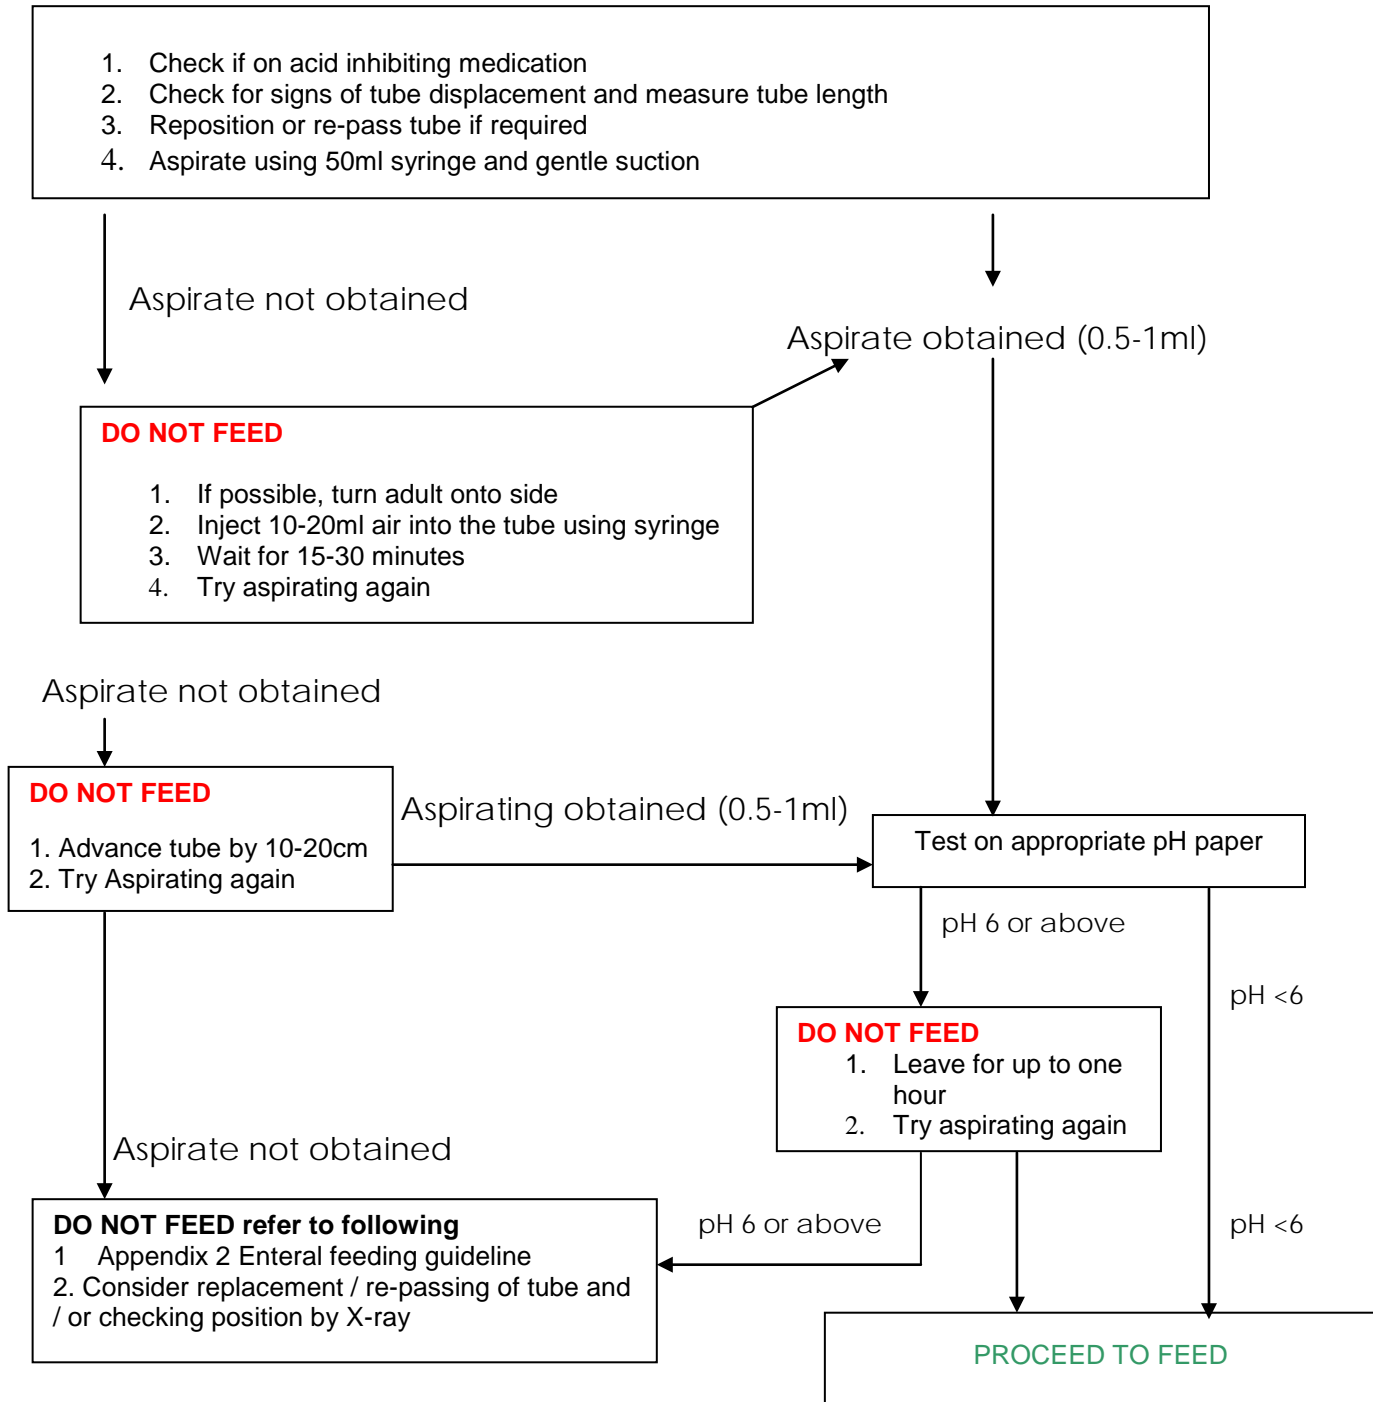 1. Check if on acid inhibiting medication
2. Check for signs of tube displacement and measure tube length
3. Reposition or re-pass tube if required
4. Aspirate using 50ml syringe and gentle suction
Aspirate not obtained
Aspirate obtained (0.5-1ml)
DO NOT FEED
1. If possible, turn adult onto side
2. Inject 10-20ml air into the tube using syringe
3. Wait for 15-30 minutes
4. Try aspirating again
Aspirate not obtained
DO NOT FEED
1. Advance tube by 10-20cm
2. Try Aspirating again
Aspirating obtained (0.5-1ml)
Test on appropriate pH paper
pH 6 or above
pH <6
DO NOT FEED
1. Leave for up to one
hour
2. Try aspirating again
Aspirate not obtained
DO NOT FEED refer to following
1 Appendix 2 Enteral feeding guideline
2. Consider replacement / re-passing of tube and
/ or checking position by X-ray
pH 6 or above
pH <6
PROCEED TO FEED